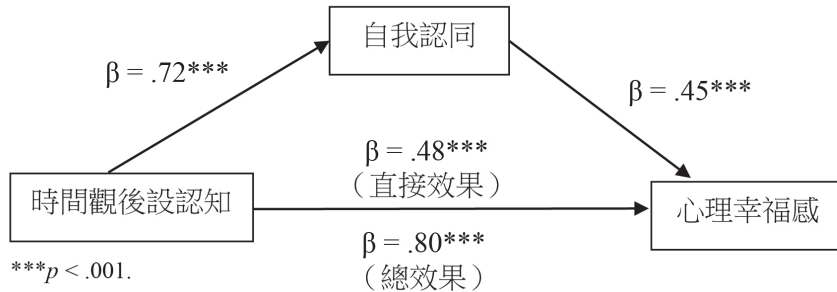 自我認同
β = .72***
β = .45***
β = .48***
（直接效果）
時間觀後設認知
心理幸福感
β = .80***
（總效果）
***p < .001.